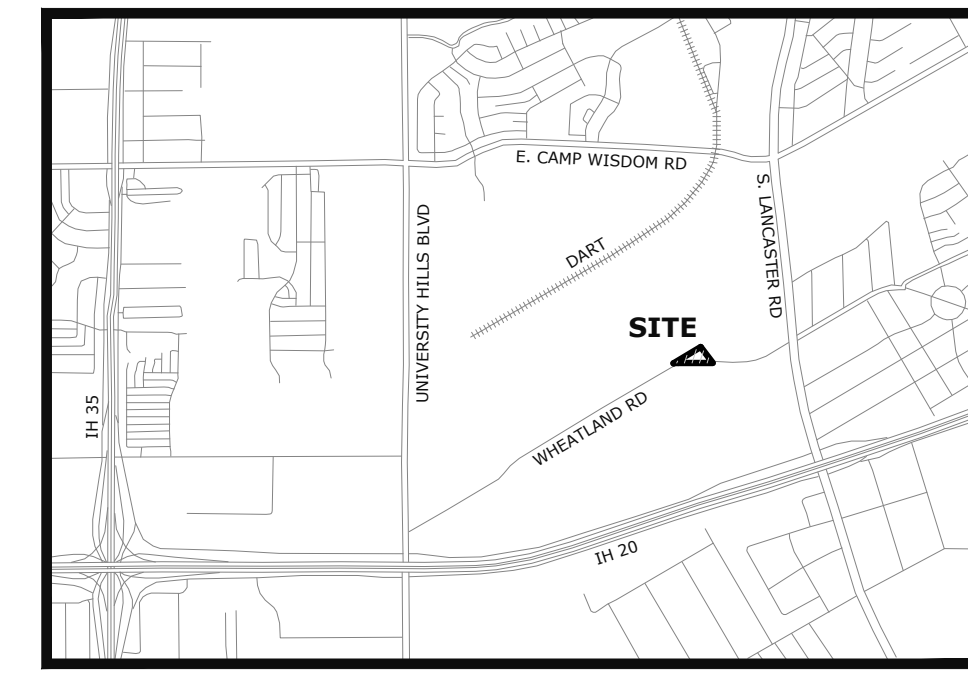 E. CAMP WISDOM RD
S. LANCASTER RD
UNIVERSITY HILLS BLVD
DART
SITE
IH 35
WHEATLAND RD
IH 20